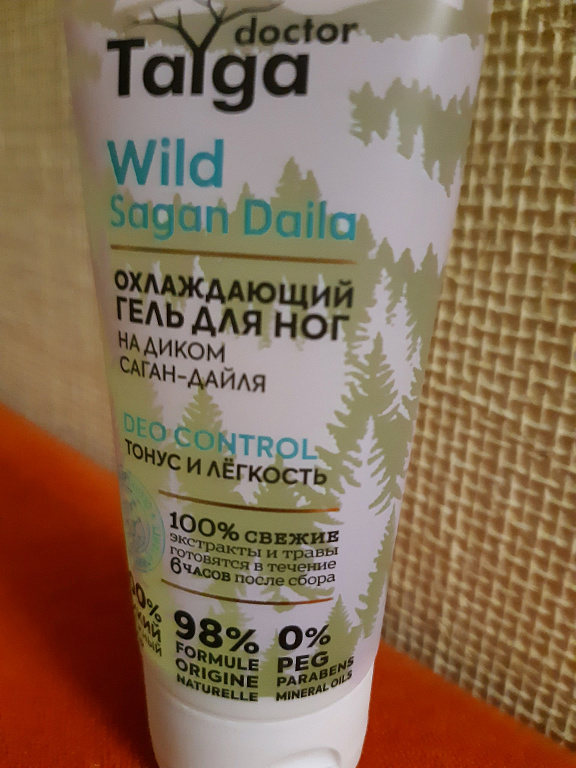 doctor
Taiga
Wild
Sagan Daila
ОХЛАЖДАЮЩИЙ
ГЕЛЬ ДЛЯ НОГ
НА ДИКОМ
САГАН-ДАЙЛЯ
DEO CONTROL
ТОНУС И ЛЁГКОСТЬ
100% СВЕЖИЕ
экстракты и травы
готовятся в течение
6 ЧАСОВ после сбора
98%
FORMULE
ORIGINE
NATURELLE
0%
PEG
PARABENS
MINERAL OILS